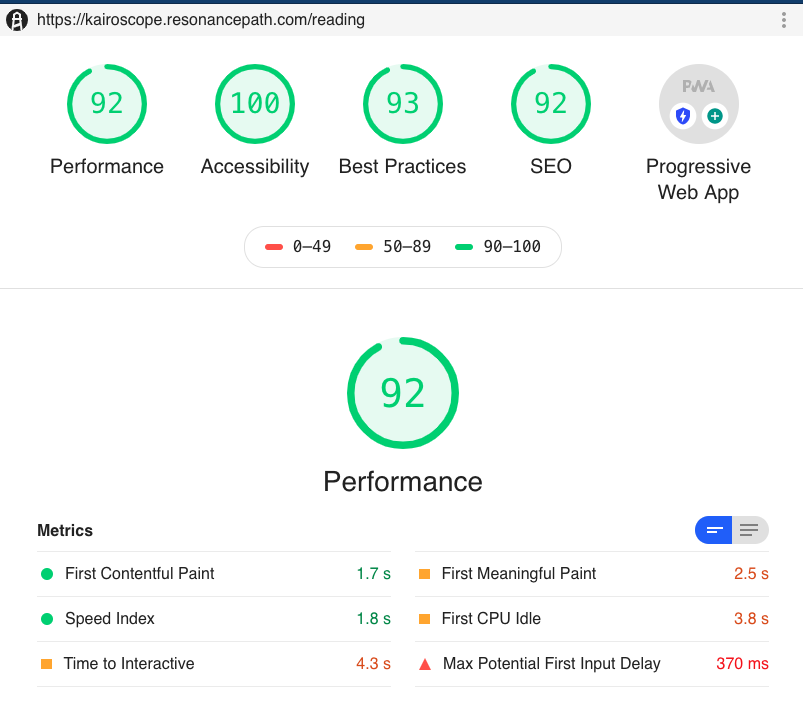 https://kairoscope.resonancepath.com/reading
92 100 93 92 PWA
Performance Accessibility Best Practices SEO Progressive
Web App
0–49 50–89 90–100
92
Performance
Metrics
First Contentful Paint 1.7 s First Meaningful Paint 2.5 s
Speed Index 1.8 s First CPU Idle 3.8 s
Time to Interactive 4.3 s Max Potential First Input Delay 370 ms